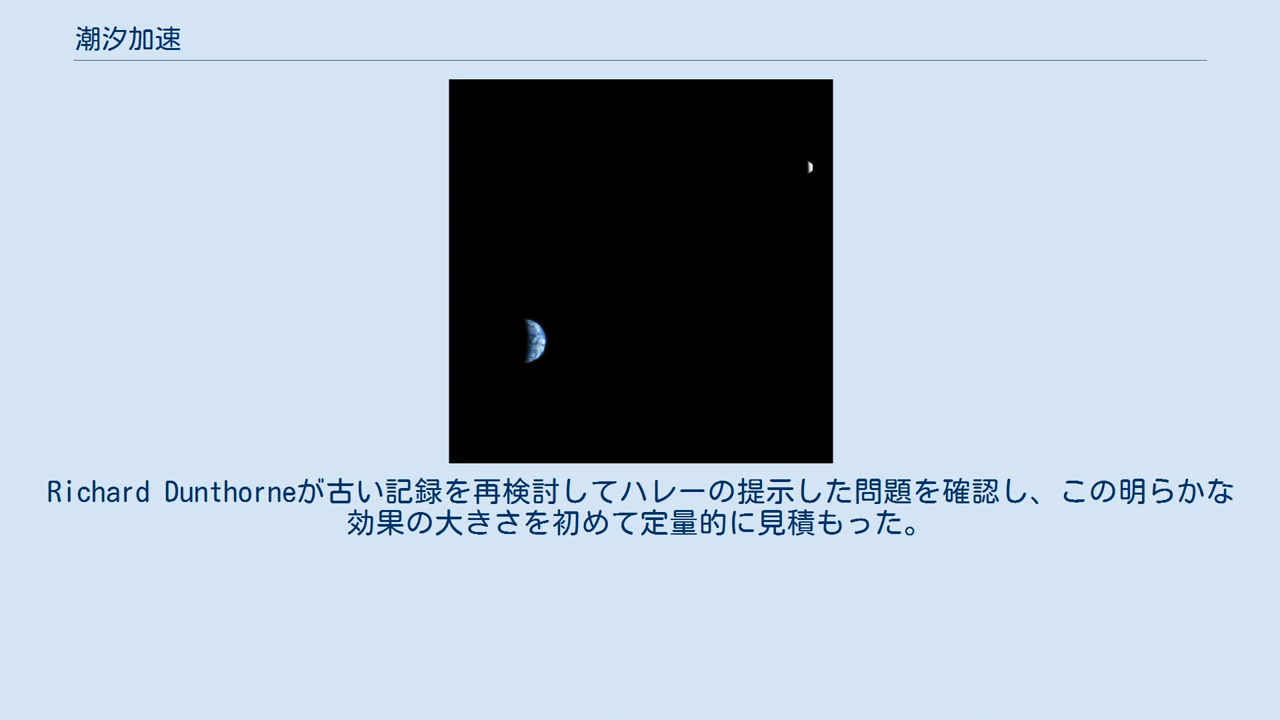 潮汐加速
Richard Dunthorneが古い記録を再検討してハレーの提示した問題を確認し、この明らかな
効果の大きさを初めて定量的に見積もった。